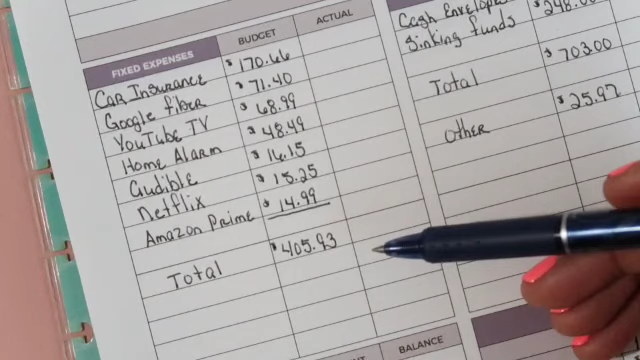 FIXED EXPENSES BUDGET ACTUAL
Car Insurance $170.66
Google fiber $71.40
YouTube TV $68.99
Home Alarm $48.49
Audible $16.15
Netflix $15.25
Amazon Prime $14.99
Total $405.93
Cash Envelopes
Sinking funds
Total $703.00
Other $25.97
BALANCE